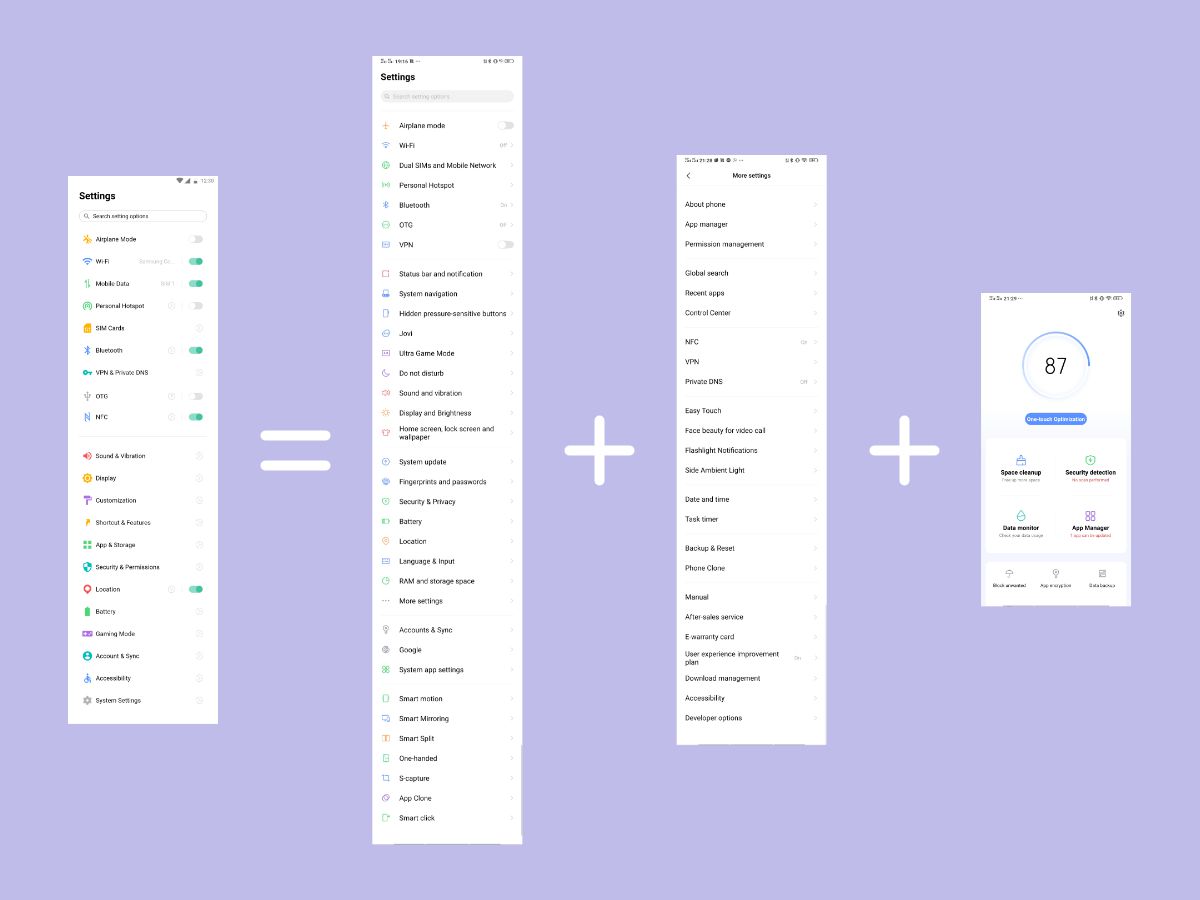 12:30
Settings
Search setting options
Airplane Mode
Wi-Fi
Samsung Ga...
Mobile Data
SIM 1
Personal Hotspot
SIM Cards
Bluetooth
VPN & Private DNS
OTG
NFC
Sound & Vibration
Display
Customization
Shortcut & Features
App & Storage
Security & Permissions
Location
Battery
Gaming Mode
Account & Sync
Accessibility
System Settings
19:16
Settings
Search setting options
Airplane mode
Wi-Fi
Off
Dual SIMs and Mobile Network
Personal Hotspot
Bluetooth
On
OTG
Off
VPN
Status bar and notification
System navigation
Hidden pressure-sensitive buttons
Jovi
Ultra Game Mode
Do not disturb
Sound and vibration
Display and Brightness
Home screen, lock screen and
wallpaper
System update
Fingerprints and passwords
Security & Privacy
Battery
Location
Language & Input
RAM and storage space
More settings
Accounts & Sync
Google
System app settings
Smart motion
Smart Mirroring
Smart Split
One-handed
S-capture
App Clone
Smart click
21:28
More settings
About phone
App manager
Permission management
Global search
Recent apps
Control Center
NFC
On
VPN
Private DNS
Off
Easy Touch
Face beauty for video call
Flashlight Notifications
Side Ambient Light
Date and time
Task timer
Backup & Reset
Phone Clone
Manual
After-sales service
E-warranty card
User experience improvement
plan
On
Download management
Accessibility
Developer options
21:29
87
One-touch Optimization
Space cleanup
Free up more space
Security detection
No scan performed
Data monitor
Check your data usage
App Manager
1 app can be updated
Block unwanted
App encryption
Data backup